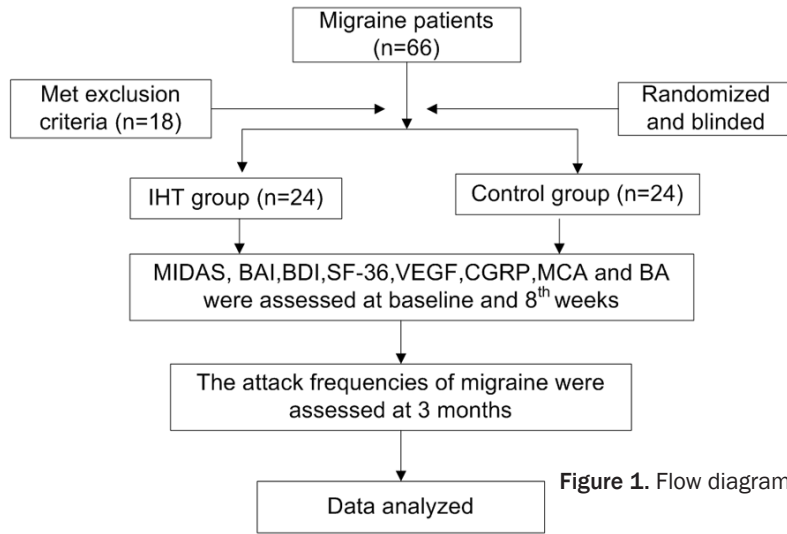 Migraine patients
(n=66)
Met exclusion
criteria (n=18)
Randomized
and blinded
IHT group (n=24)
Control group (n=24)
MIDAS, BAI,BDI,SF-36,VEGF,CGRP,MCA and BA
were assessed at baseline and 8th weeks
The attack frequencies of migraine were
assessed at 3 months
Data analyzed
Figure 1. Flow diagram